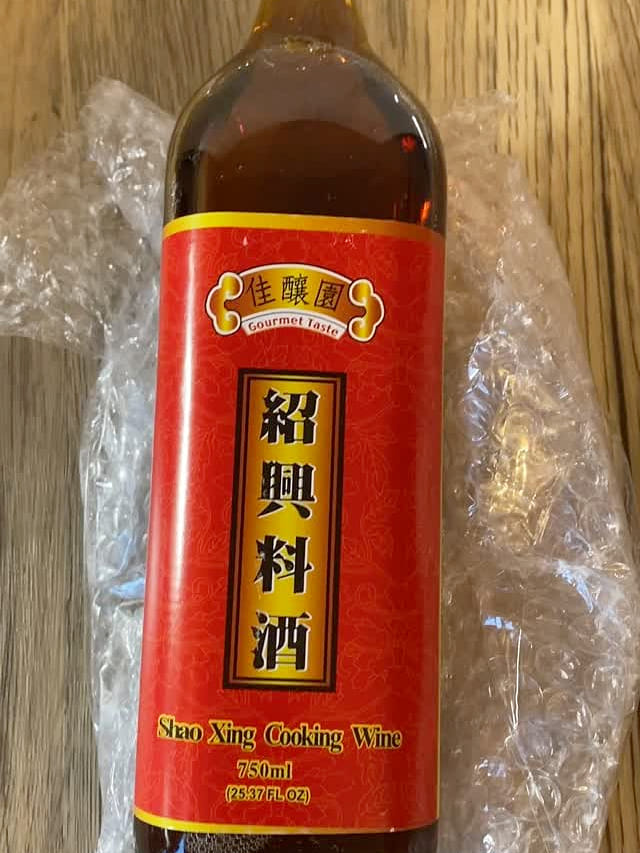 佳釀園
Gourmet Taste
紹興料酒
Shao Xing Cooking Wine
750ml
(25.37 FL OZ)